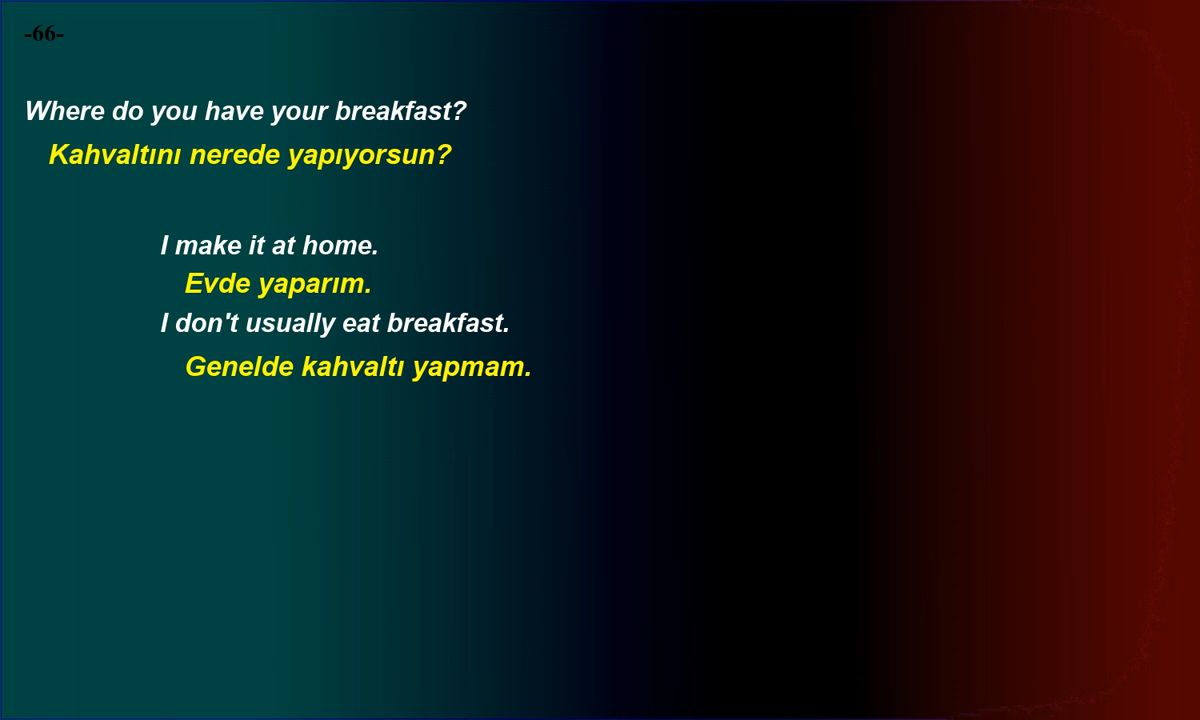 -66-
Where do you have your breakfast?
Kahvaltını nerede yapıyorsun?
I make it at home.
Evde yaparım.
I don't usually eat breakfast.
Genelde kahvaltı yapmam.